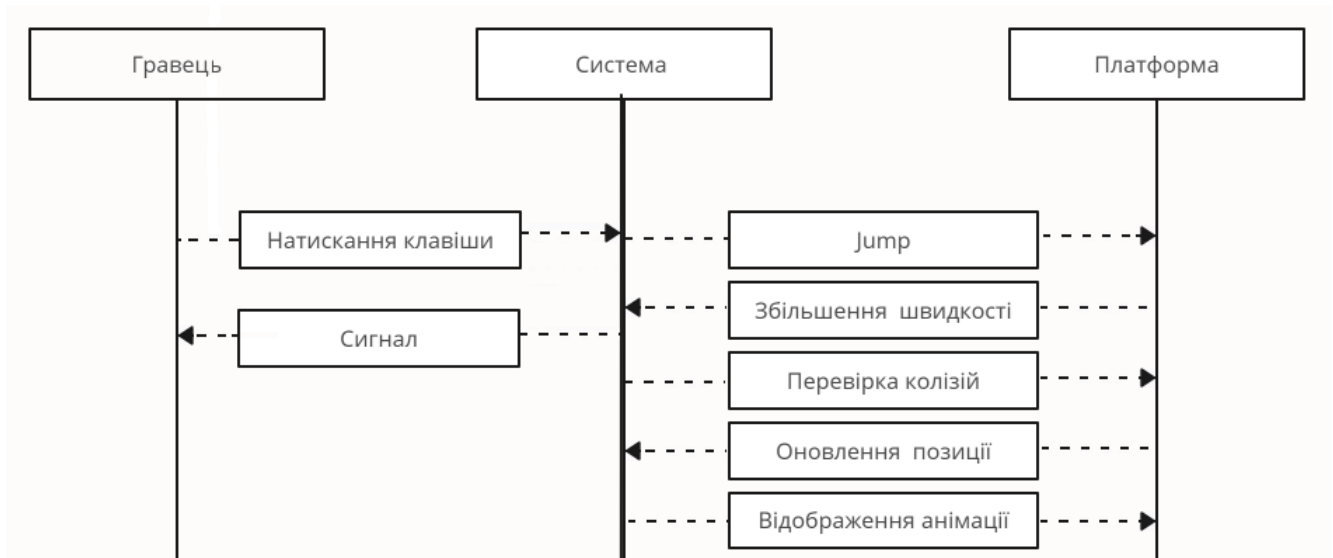 Гравець
Система
Платформа
Натискання клавіши
Jump
Збільшення швидкості
Сигнал
Перевірка колізій
Оновлення позиції
Відображення анімації